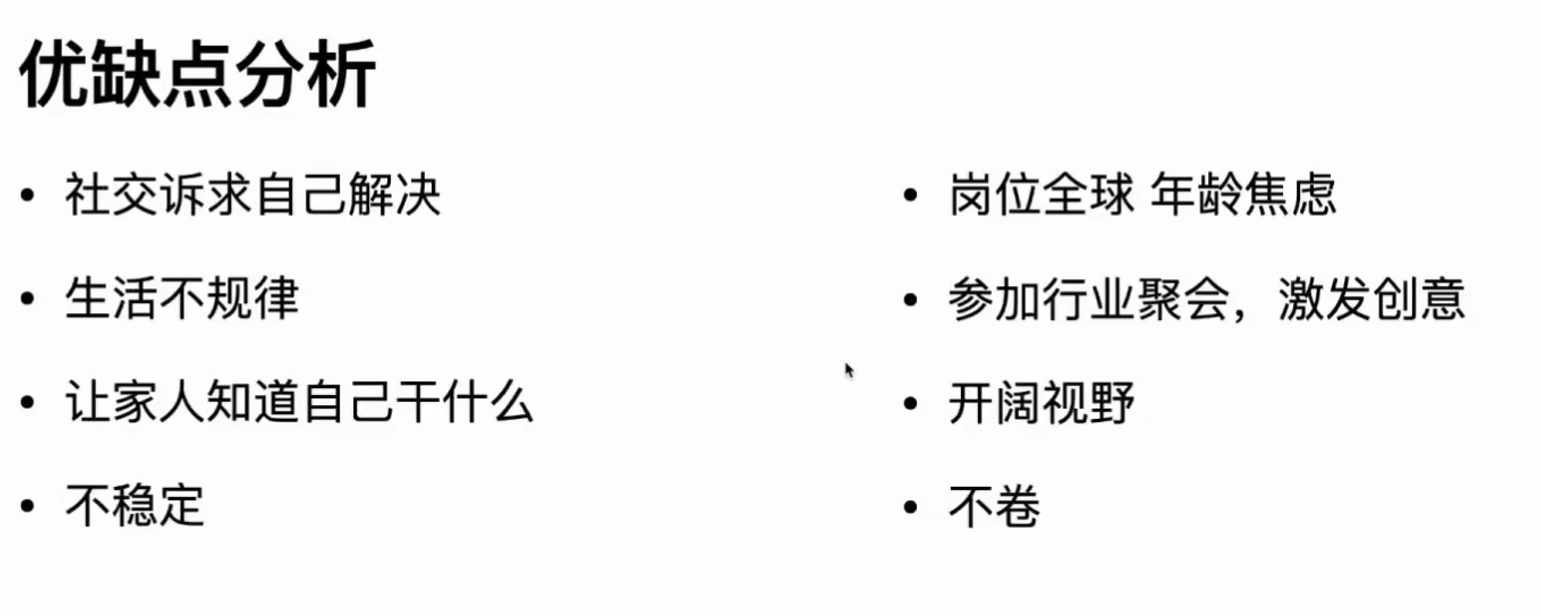 优缺点分析
• 社交诉求自己解决
• 生活不规律
• 让家人知道自己干什么
• 不稳定
• 岗位全球 年龄焦虑
• 参加行业聚会，激发创意
• 开阔视野
• 不卷